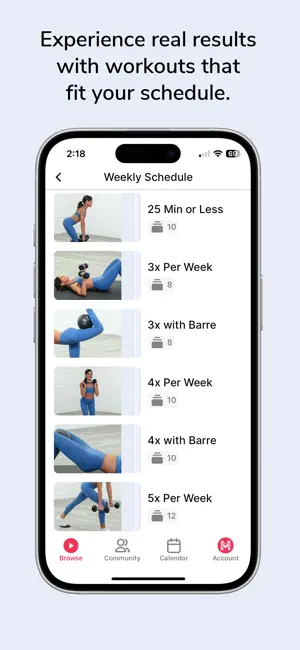 Experience real results
with workouts that
fit your schedule.
2:18
69
Weekly Schedule
25 Min or Less
10
3x Per Week
8
3x with Barre
8
4x Per Week
10
4x with Barre
10
5x Per Week
12
Browse
Community
Calendar
M
Account